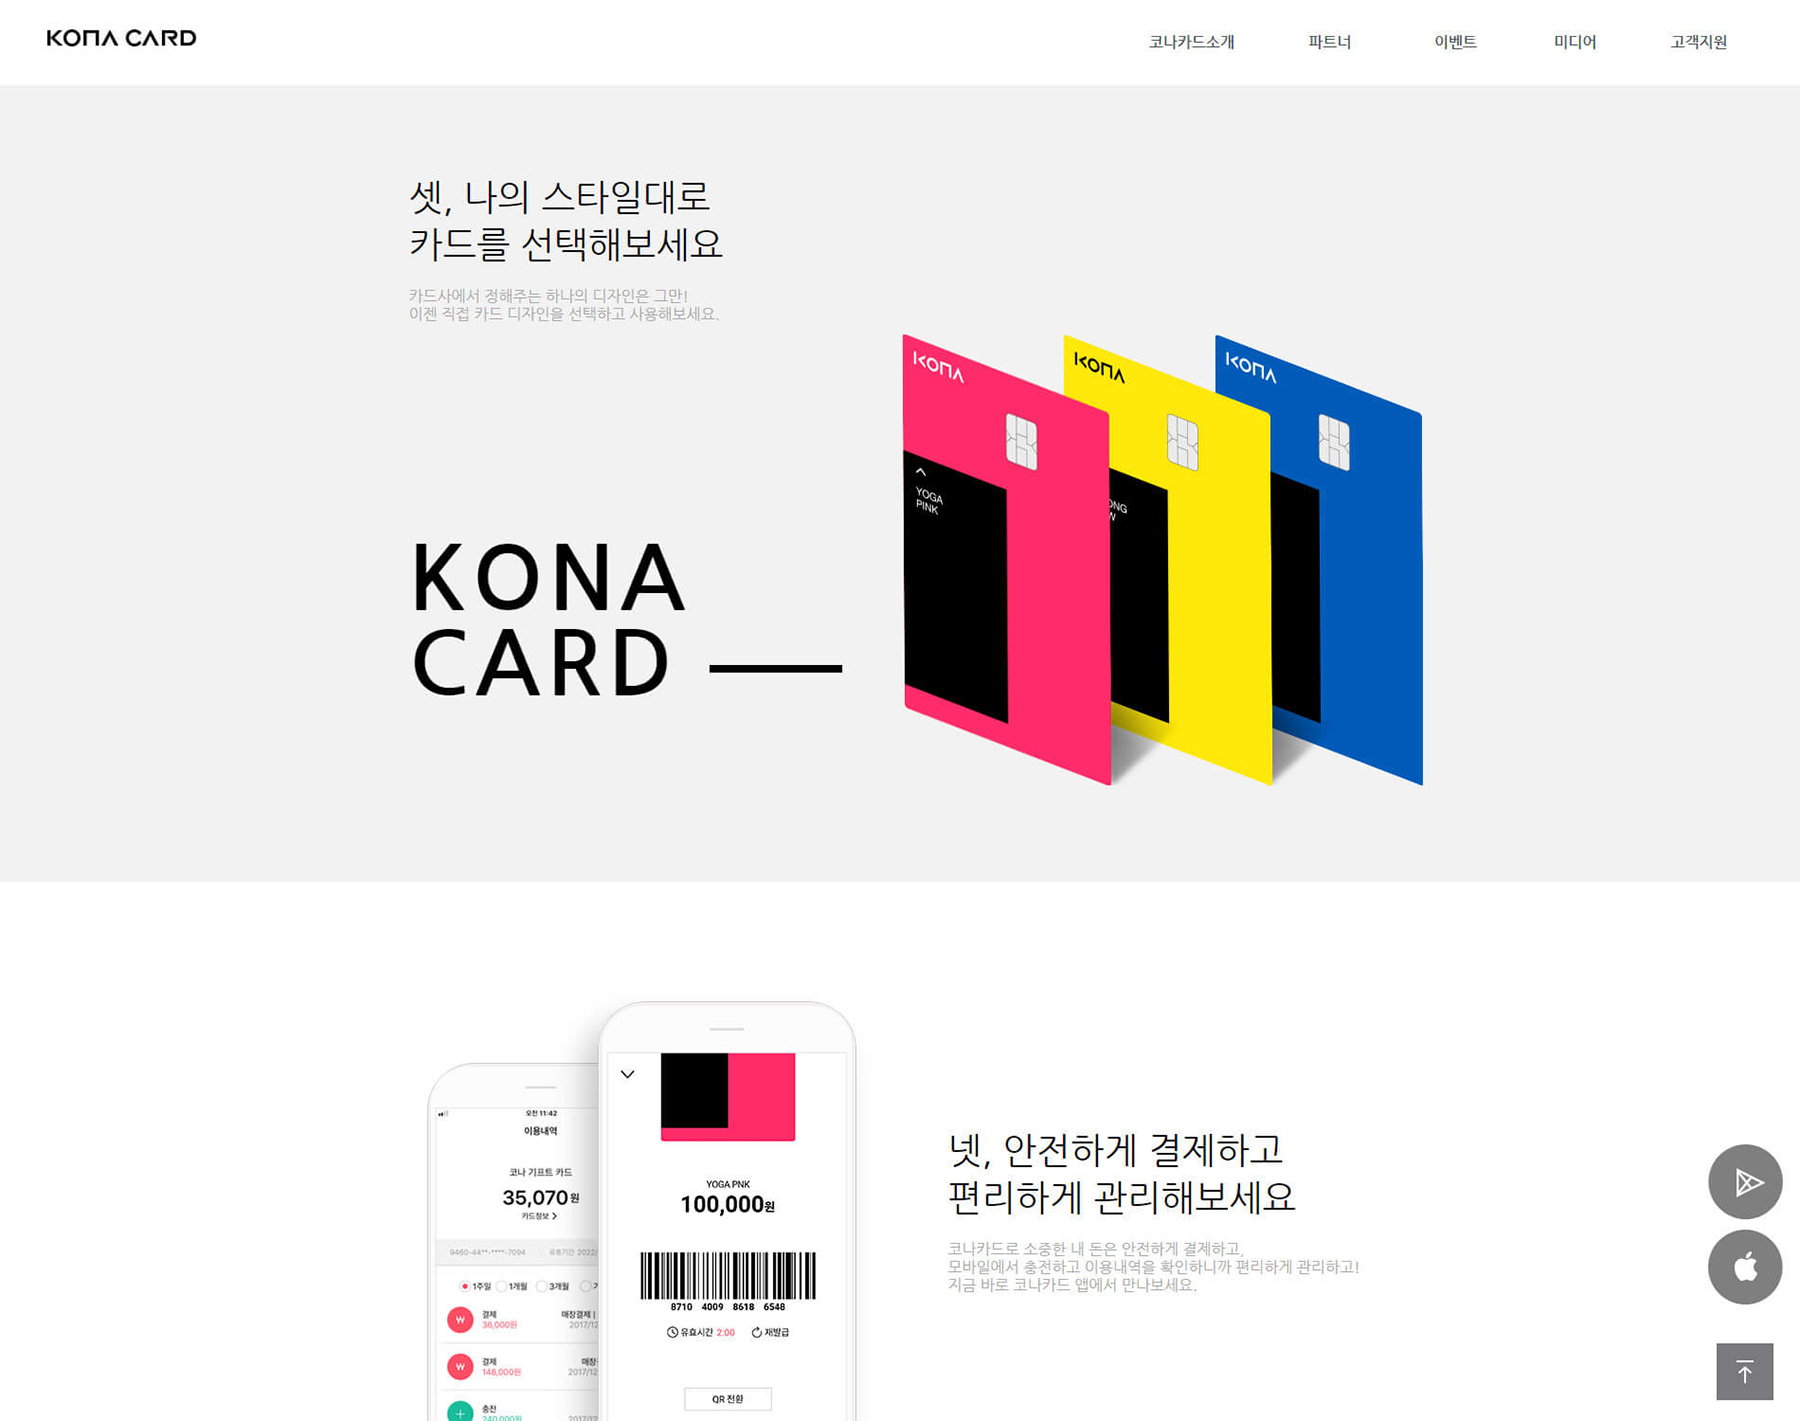 KONA CARD
코나카드소개
파트너
이벤트
미디어
고객지원
셋, 나의 스타일대로
카드를 선택해보세요
카드사에서 정해주는 하나의 디자인은 그만!
이젠 직접 카드 디자인을 선택하고 사용해보세요.
KONA
KONA
KONA
YOGA
PINK
ONG
W
KONA
CARD
오전 11:42
이용내역
코나 기프트 카드
35,070원
카드정보
9460-44**-****-7094
유효기간 2022/
1주일
1개월
3개월
결제
매장결제 |
36,000원
2017/12
결제
148,000원
2017/12
충전
240,000원
2017/12
YOGA PNK
100,000원
8710 4009 8618 6548
유효시간 2:00
재발급
QR 전환
넷, 안전하게 결제하고
편리하게 관리해보세요
코나카드로 소중한 내 돈은 안전하게 결제하고,
모바일에서 충전하고 이용내역을 확인하니까 편리하게 관리하고!
지금 바로 코나카드 앱에서 만나보세요.